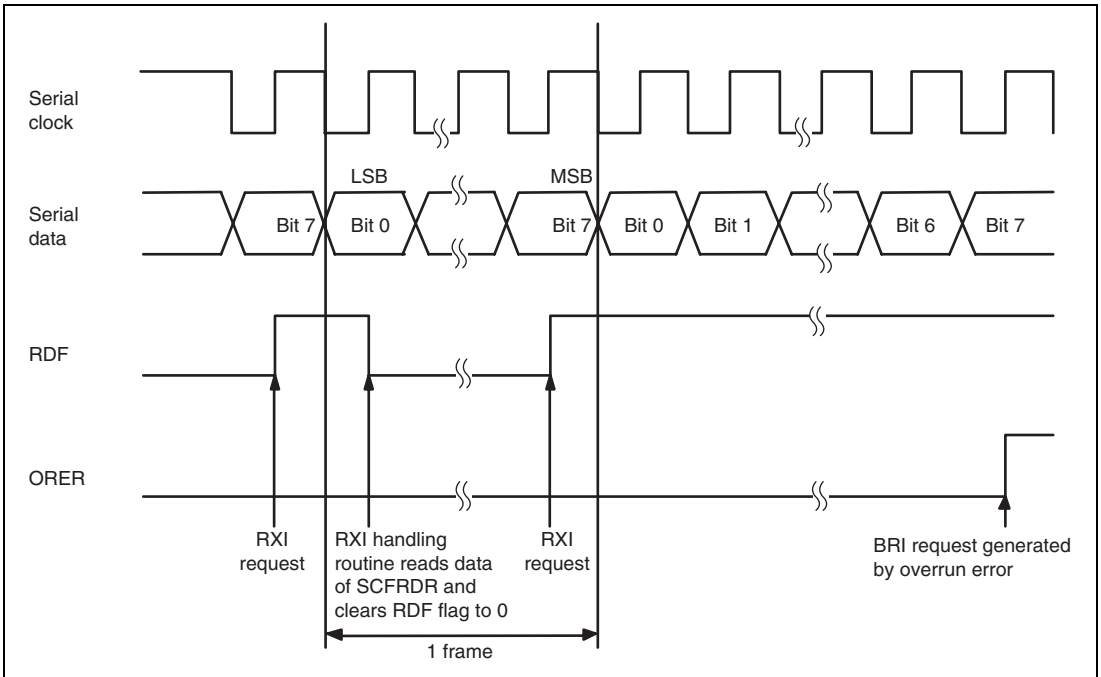 Serial
clock
LSB
MSB
Serial
data
Bit 7
Bit 0
Bit 7
Bit 0
Bit 1
Bit 6
Bit 7
RDF
ORER
RXI
request
RXI handling
routine reads data
of SCFRDR and
clears RDF flag to 0
RXI
request
BRI request generated
by overrun error
1 frame